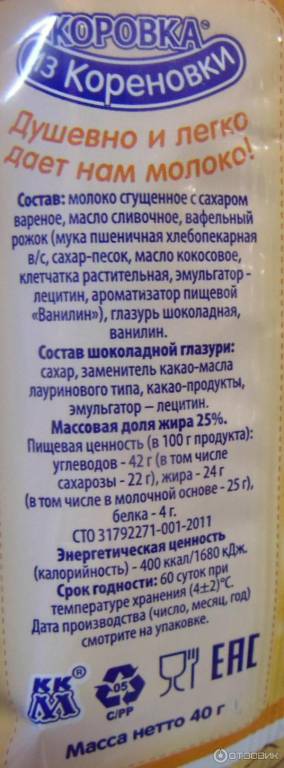 КОРОВКА
из Кореновки
Душевно и легко
дает нам молоко!
Состав: молоко сгущенное с сахаром
вареное, масло сливочное, вафельный
рожок (мука пшеничная хлебопекарная
в/с, сахар-песок, масло кокосовое,
клетчатка растительная, эмульгатор -
лецитин, ароматизатор пищевой
«Ванилин»), глазурь шоколадная,
ванилин.
Состав шоколадной глазури:
сахар, заменитель какао-масла
лауринового типа, какао-продукты,
эмульгатор – лецитин.
Массовая доля жира 25%.
Пищевая ценность (в 100 г продукта):
углеводов - 42 г (в том числе
сахарозы - 22 г), жира - 24 г
(в том числе в молочной основе - 25 г),
белка - 4 г.
СТО 31792271-001-2011
Энергетическая ценность
(калорийность) - 400 ккал/1680 кДж.
Срок годности: 60 суток при
температуре хранения (4±2)°С.
Дата производства (число, месяц, год)
смотрите на упаковке.
КК
М®
05
C/PP
ЕАС
Масса нетто 40 г
отзовик